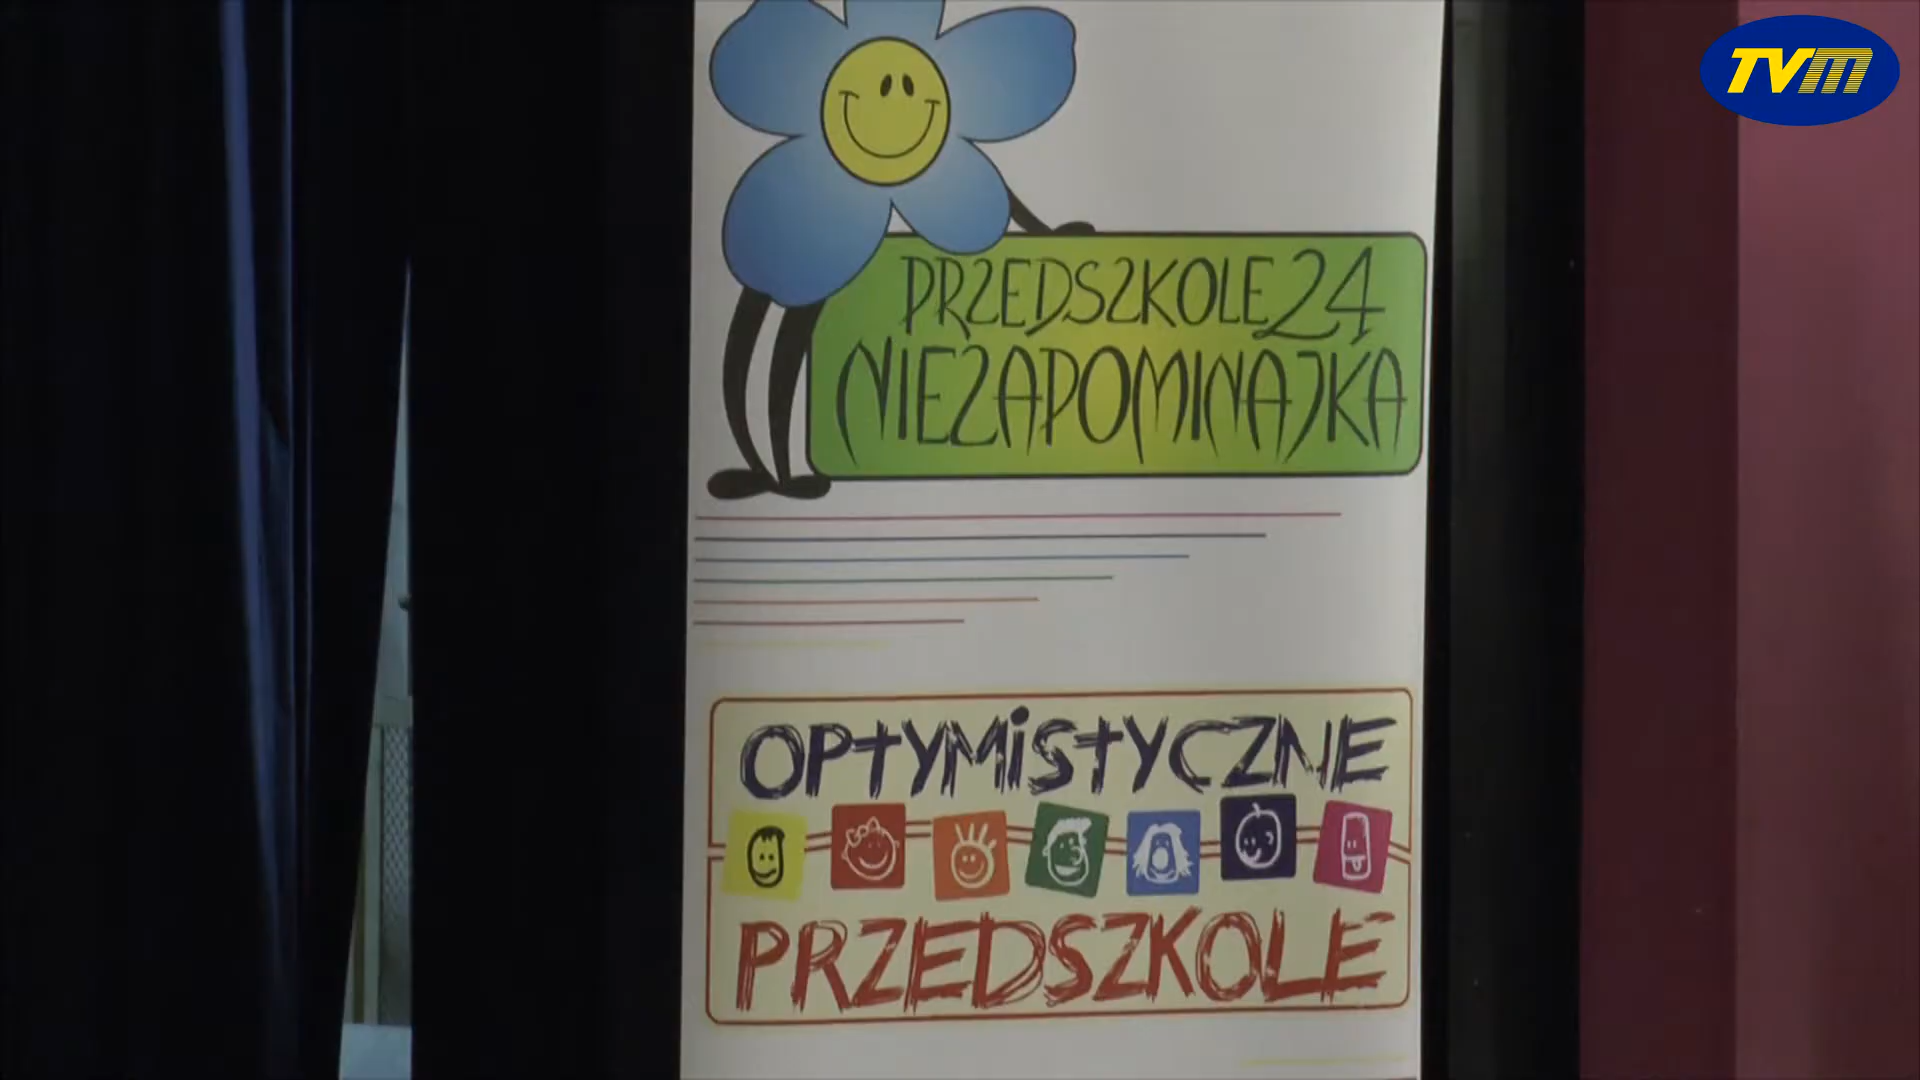 TVM
PRZEDSZKOLE 24
NIEZAPOMINAJKA
OPTYMiSTYCZNE
PRZEDSZKOLE